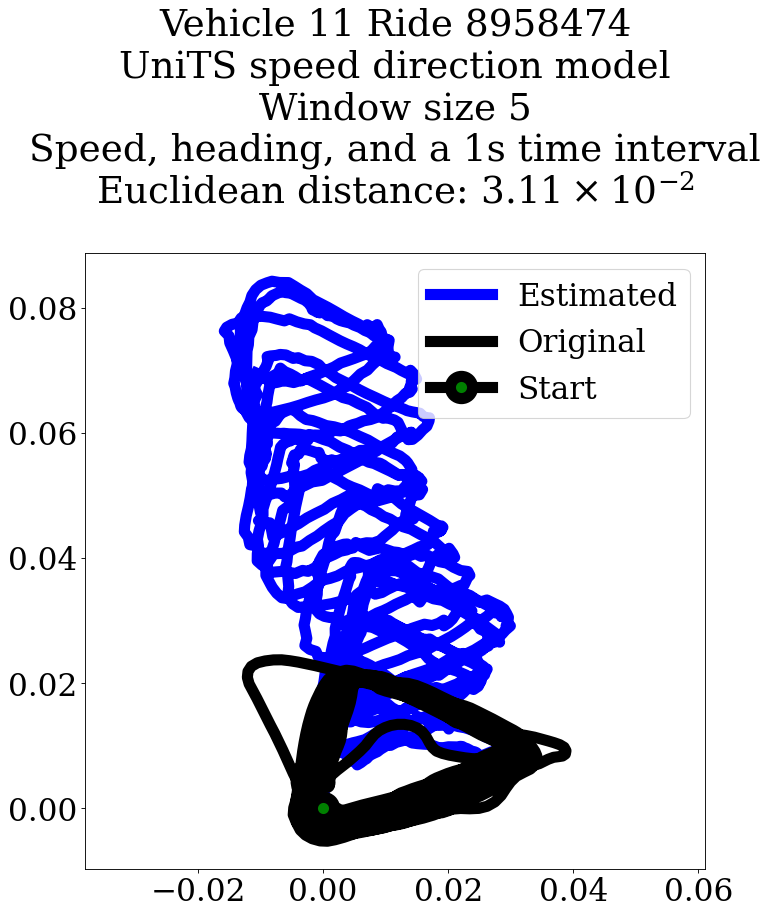 Vehicle 11 Ride 8958474
UniTS speed direction model
Window size 5
Speed, heading, and a 1s time interval
Euclidean distance: 3.11 × 10⁻²
Estimated
Original
Start
0.08
0.06
0.04
0.02
0.00
−0.02 0.00 0.02 0.04 0.06